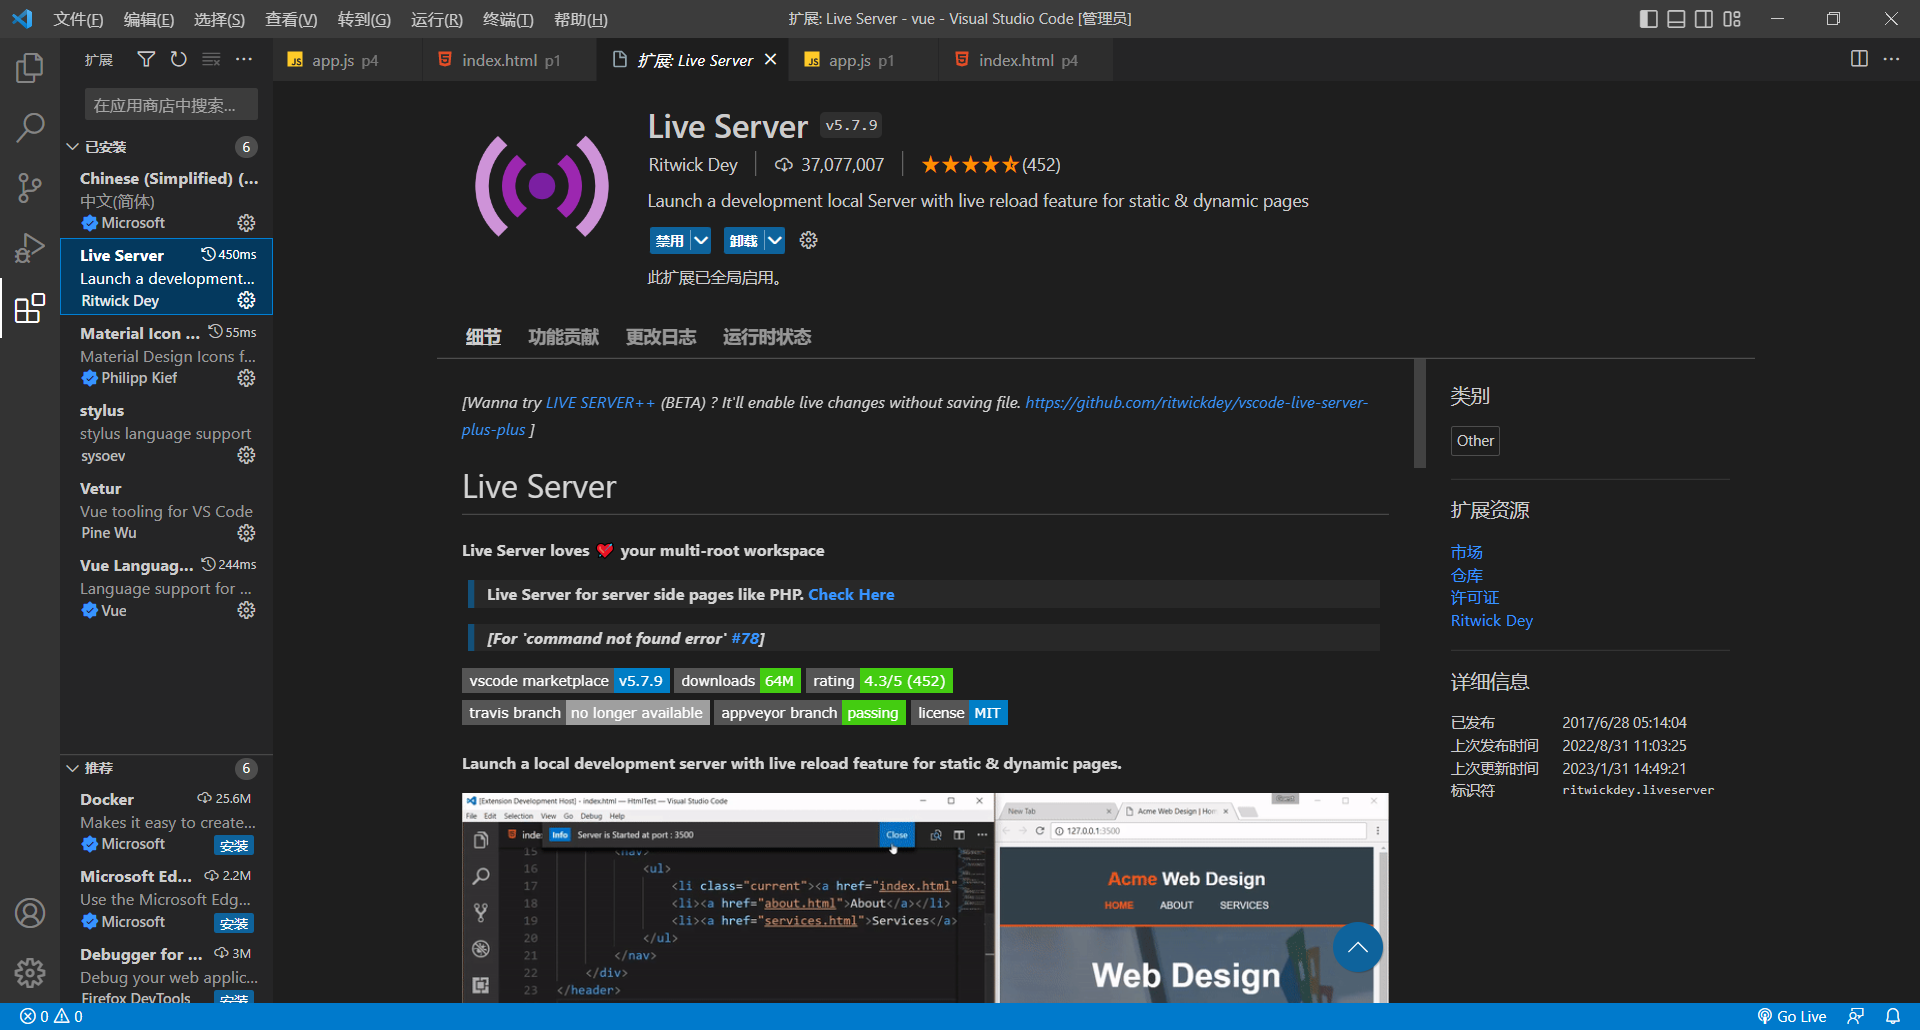 文件(F) 编辑(E) 选择(S) 查看(V) 转到(G) 运行(R) 终端(T) 帮助(H)
扩展: Live Server - vue - Visual Studio Code [管理员]
扩展
app.js p4
index.html p1
扩展: Live Server
app.js p1
index.html p4
在应用商店中搜索...
已安装 6
Chinese (Simplified) (...
中文(简体)
Microsoft
Live Server 450ms
Launch a development...
Ritwick Dey
Material Icon ... 55ms
Material Design Icons f...
Philipp Kief
stylus
stylus language support
sysoev
Vetur
Vue tooling for VS Code
Pine Wu
Vue Languag... 244ms
Language support for ...
Vue
推荐 6
Docker 25.6M
Makes it easy to create...
Microsoft 安装
Microsoft Ed... 2.2M
Use the Microsoft Edg...
Microsoft 安装
Debugger for ... 3M
Debug your web applic...
Firefox DevTools 安装
Live Server v5.7.9
Ritwick Dey 37,077,007 (452)
Launch a development local Server with live reload feature for static & dynamic pages
禁用 卸载
此扩展已全局启用。
细节 功能贡献 更改日志 运行时状态
[Wanna try LIVE SERVER++ (BETA) ? It'll enable live changes without saving file. https://github.com/ritwickdey/vscode-live-server-
plus-plus ]
Live Server
Live Server loves your multi-root workspace
Live Server for server side pages like PHP. Check Here
[For 'command not found error' #78]
vscode marketplace v5.7.9 downloads 64M rating 4.3/5 (452)
travis branch no longer available appveyor branch passing license MIT
Launch a local development server with live reload feature for static & dynamic pages.
[Extension Development Host] - index.html — HtmlTest — Visual Studio Code
File Edit Selection View Go Debug Help
inde Info Server is Started at port : 3500 Close
15 <nav>
16 <ul>
17 <li class="current"><a href="index.html"
18 <li><a href="about.html">About</a></li>
19 <li><a href="services.html">Services</a>
20 </ul>
21 </nav>
22 </div>
23 </header>
New Tab
Acme Web Design | Hom
127.0.0.1:3500
Acme Web Design
HOME ABOUT SERVICES
Web Design
类别
Other
扩展资源
市场
仓库
许可证
Ritwick Dey
详细信息
已发布 2017/6/28 05:14:04
上次发布时间 2022/8/31 11:03:25
上次更新时间 2023/1/31 14:49:21
标识符 ritwickdey.liveserver
0 0
Go Live